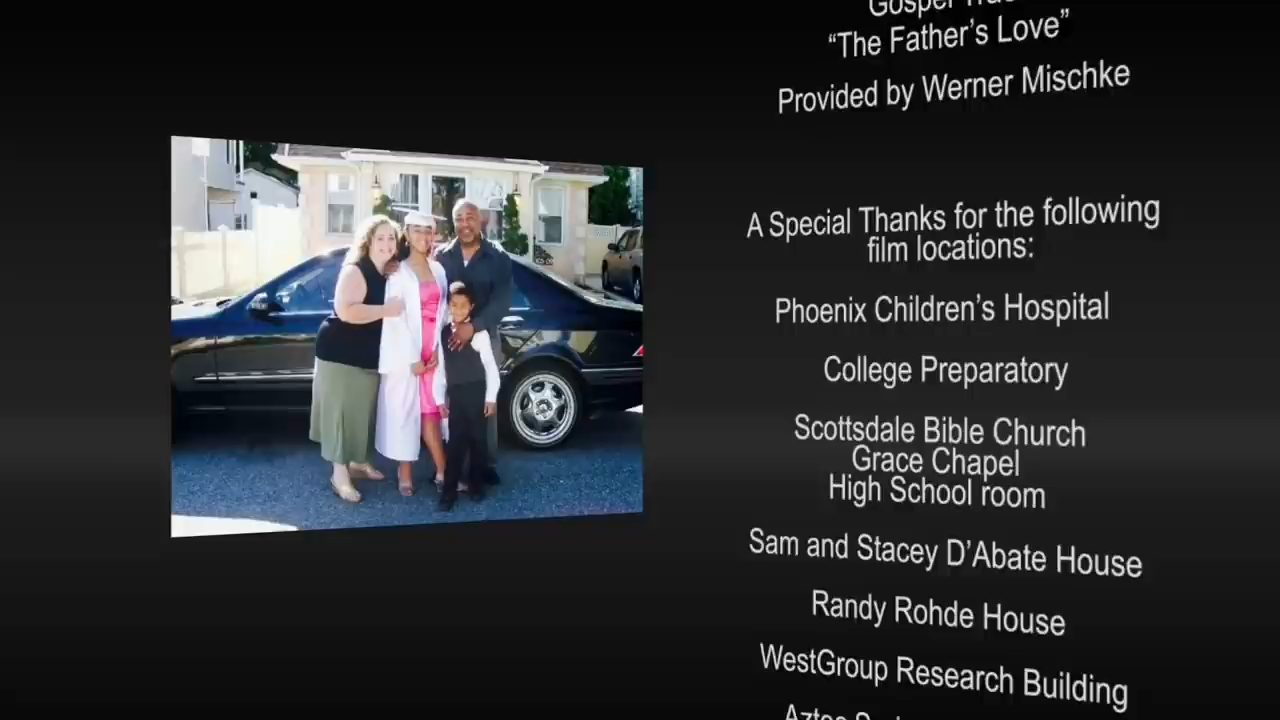 “The Father’s Love”
Provided by Werner Mischke
A Special Thanks for the following
film locations:
Phoenix Children’s Hospital
College Preparatory
Scottsdale Bible Church
Grace Chapel
High School room
Sam and Stacey D’Abate House
Randy Rohde House
WestGroup Research Building